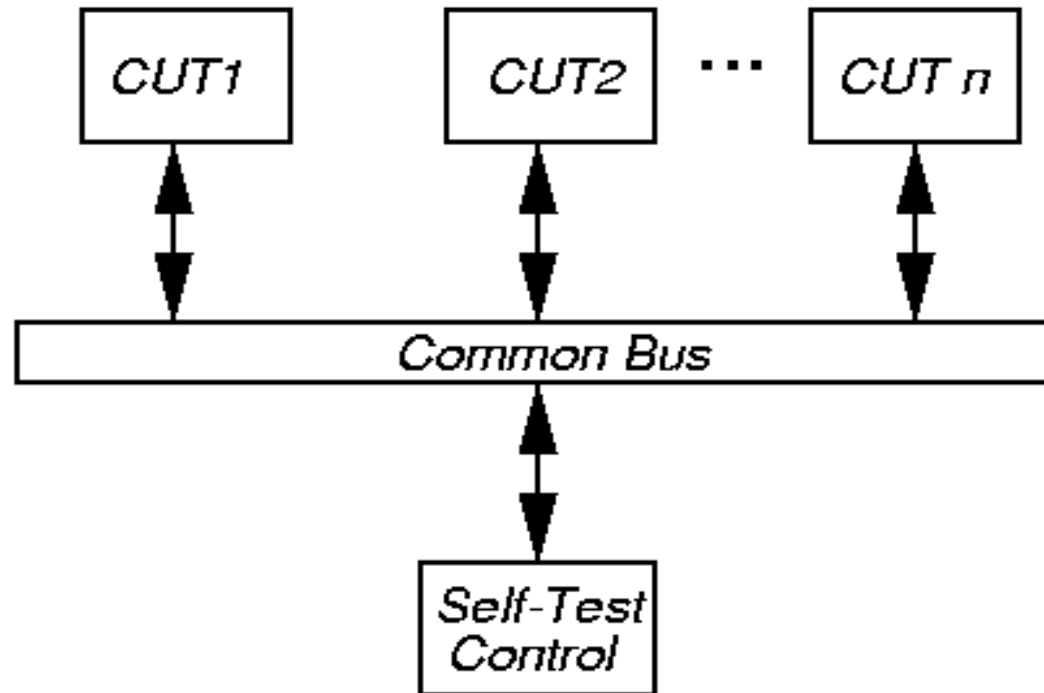 CUT1
CUT2
...
CUT n
Common Bus
Self-Test
Control